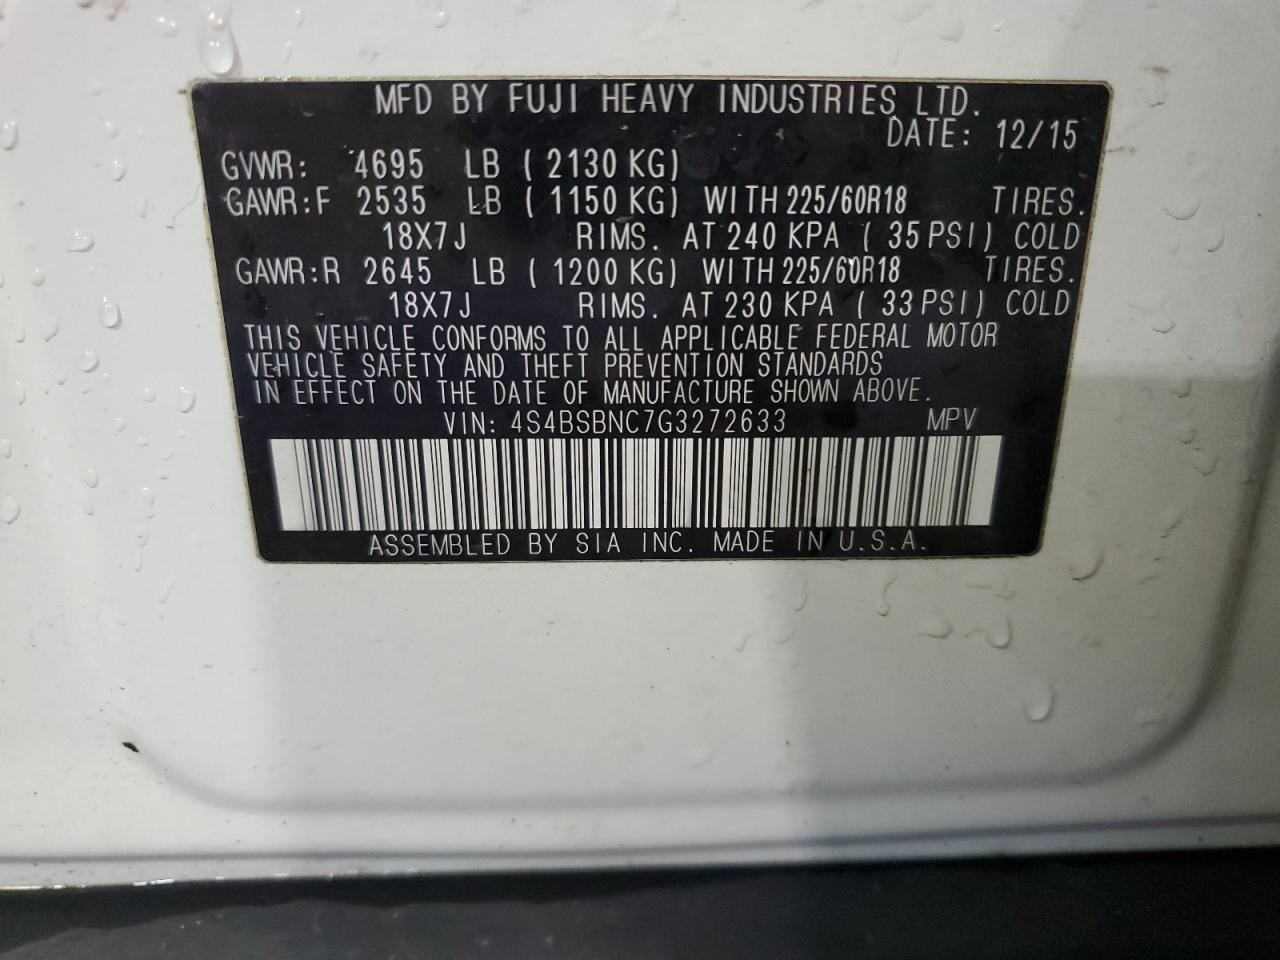 MFD BY FUJI HEAVY INDUSTRIES LTD.
DATE: 12/15
GVWR: 4695 LB ( 2130 KG)
GAWR:F 2535 LB ( 1150 KG) WITH 225/60R18 TIRES.
18X7J RIMS. AT 240 KPA ( 35 PSI) COLD
GAWR:R 2645 LB ( 1200 KG) WITH 225/60R18 TIRES.
18X7J RIMS. AT 230 KPA ( 33 PSI) COLD
THIS VEHICLE CONFORMS TO ALL APPLICABLE FEDERAL MOTOR
VEHICLE SAFETY AND THEFT PREVENTION STANDARDS
IN EFFECT ON THE DATE OF MANUFACTURE SHOWN ABOVE.
VIN: 4S4BSBNC7G3272633 MPV
ASSEMBLED BY SIA INC. MADE IN U.S.A.